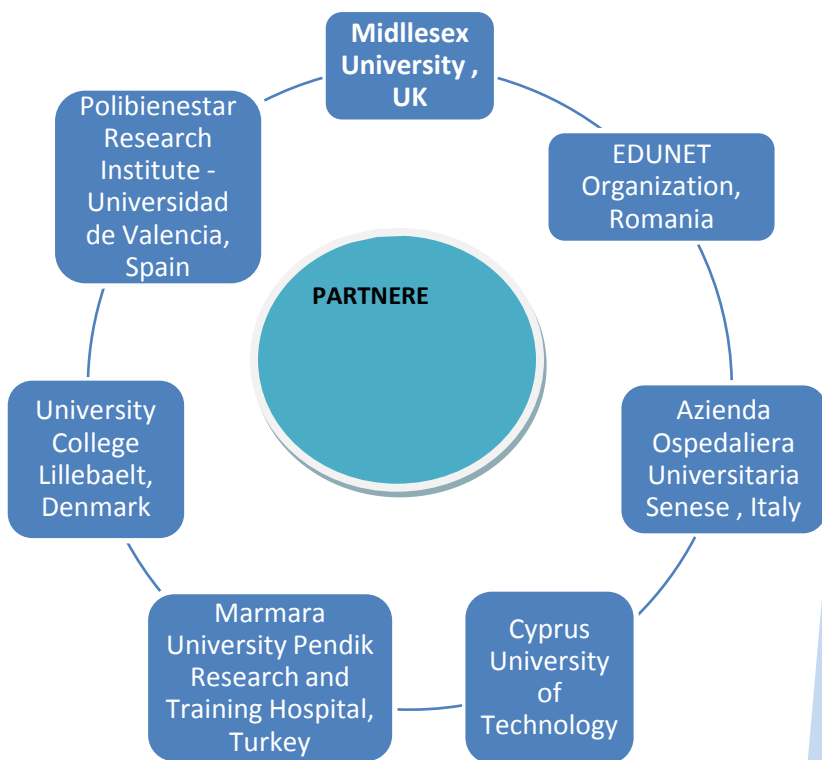 Midllesex
University ,
UK
EDUNET
Organization,
Romania
Azienda
Ospedaliera
Universitaria
Senese , Italy
Cyprus
University
of
Technology
Marmara
University Pendik
Research and
Training Hospital,
Turkey
University
College
Lillebaelt,
Denmark
Polibienestar
Research
Institute -
Universidad
de Valencia,
Spain
PARTNERE